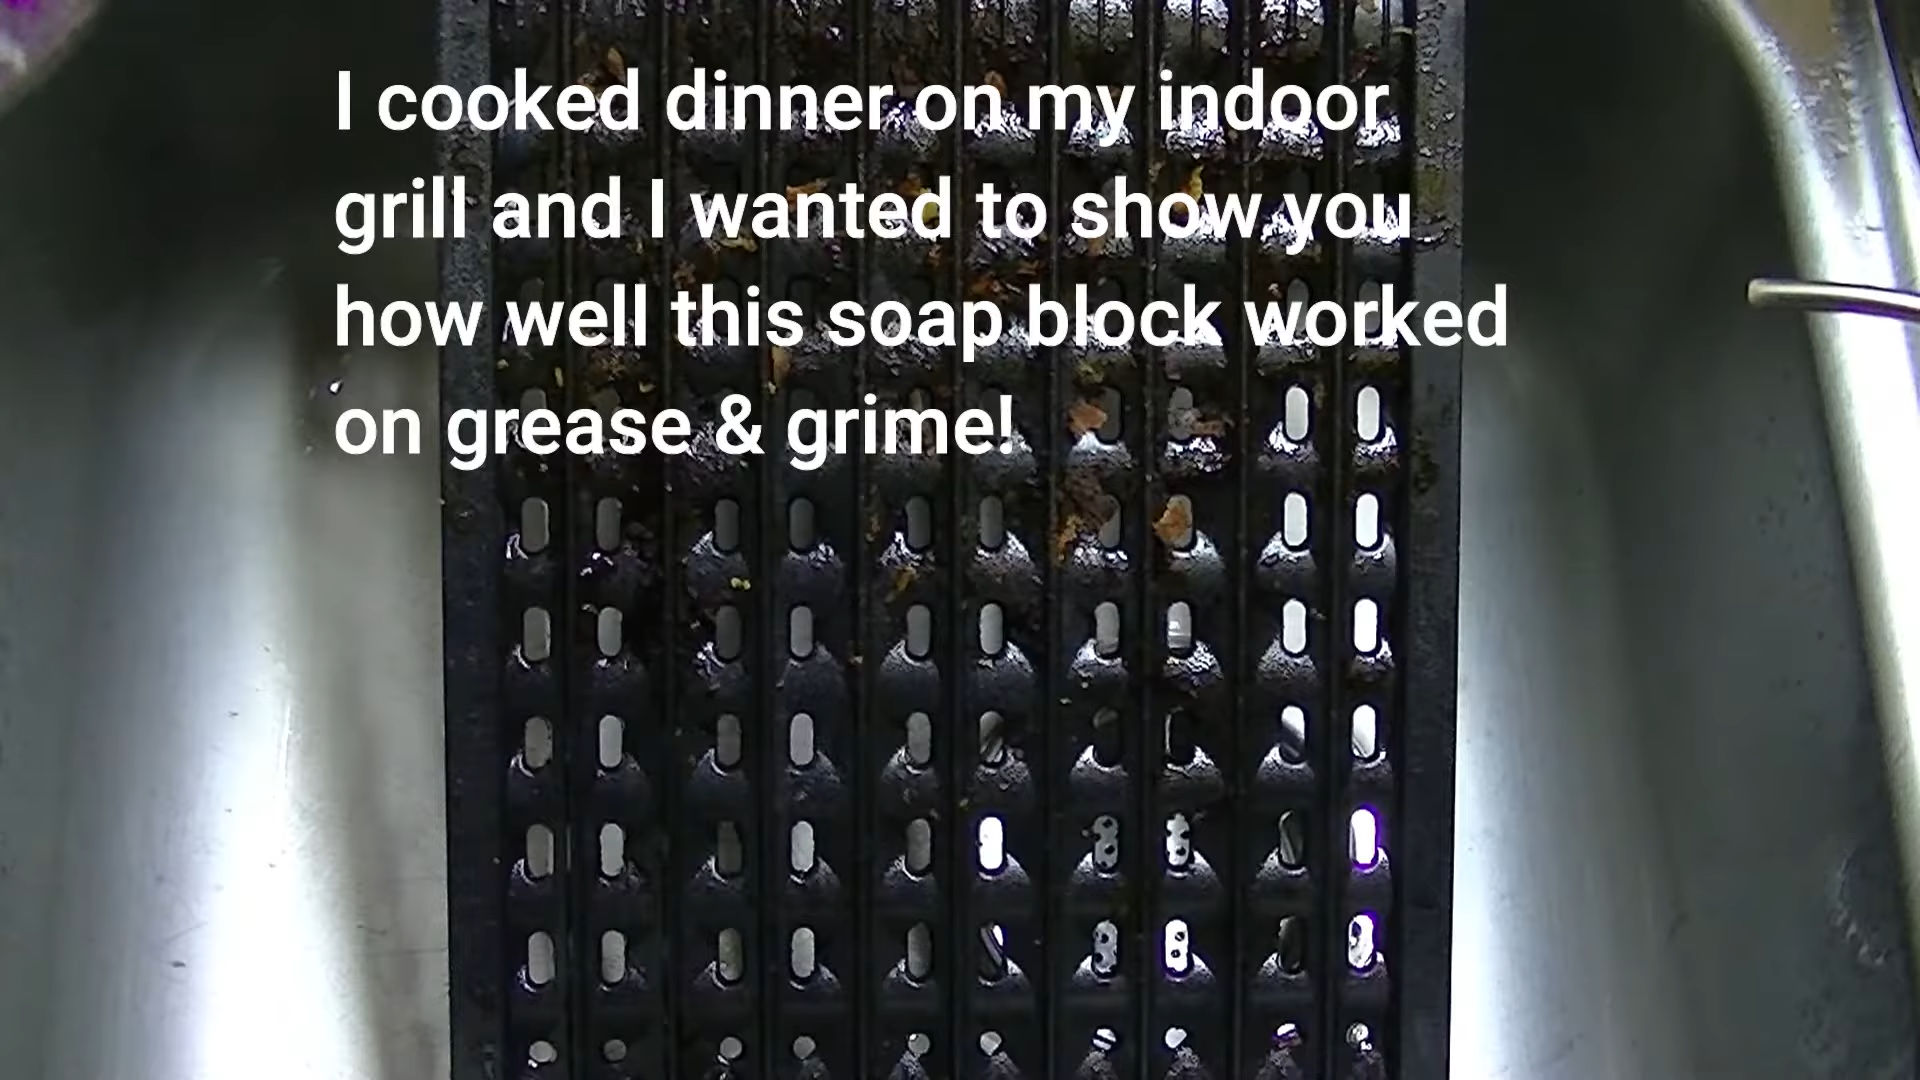 I cooked dinner on my indoor
grill and I wanted to show you
how well this soap block worked
on grease & grime!